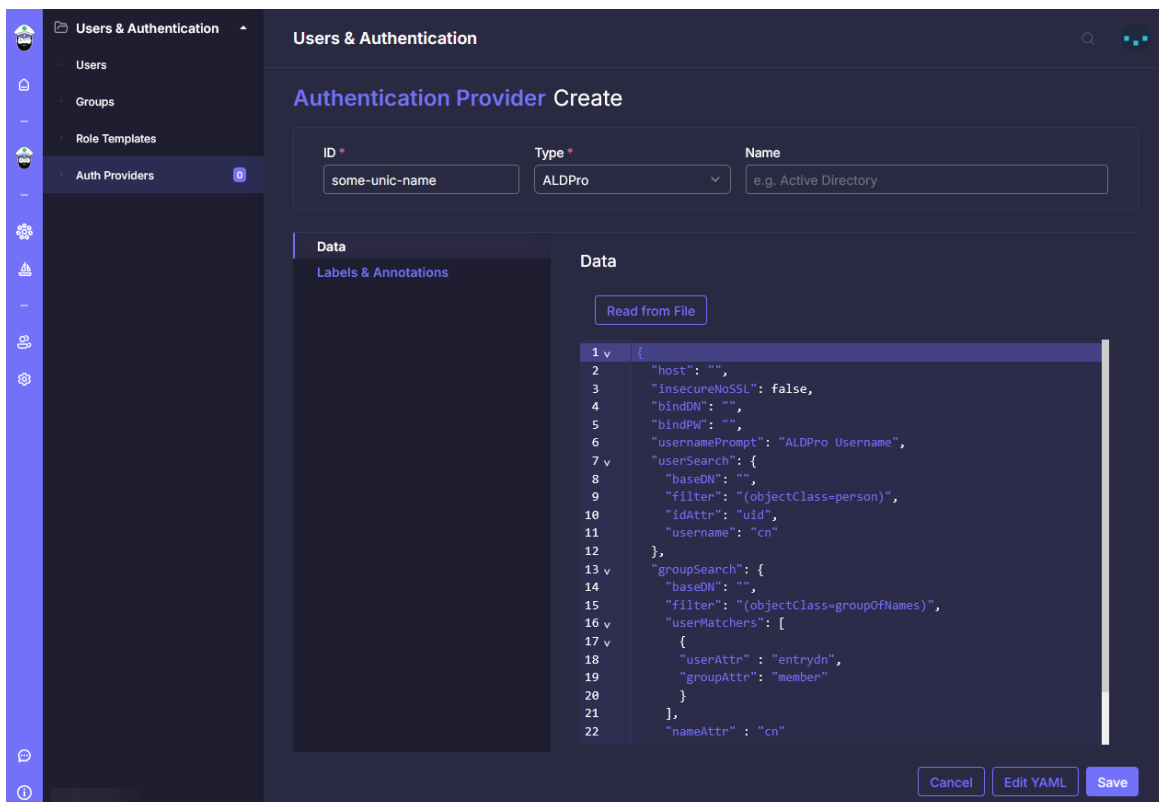 Users & Authentication
Users
Groups
Role Templates
Auth Providers 0
Users & Authentication
Authentication Provider Create
ID * Type * Name
some-unic-name ALDPro e.g. Active Directory
Data
Labels & Annotations
Data
Read from File
1 {
2 "host": "",
3 "insecureNoSSL": false,
4 "bindDN": "",
5 "bindPW": "",
6 "usernamePrompt": "ALDPro Username",
7 "userSearch": {
8 "baseDN": "",
9 "filter": "(objectClass=person)",
10 "idAttr": "uid",
11 "username": "cn"
12 },
13 "groupSearch": {
14 "baseDN": "",
15 "filter": "(objectClass=groupOfNames)",
16 "userMatchers": [
17 {
18 "userAttr" : "entrydn",
19 "groupAttr": "member"
20 }
21 ],
22 "nameAttr" : "cn"
Cancel Edit YAML Save